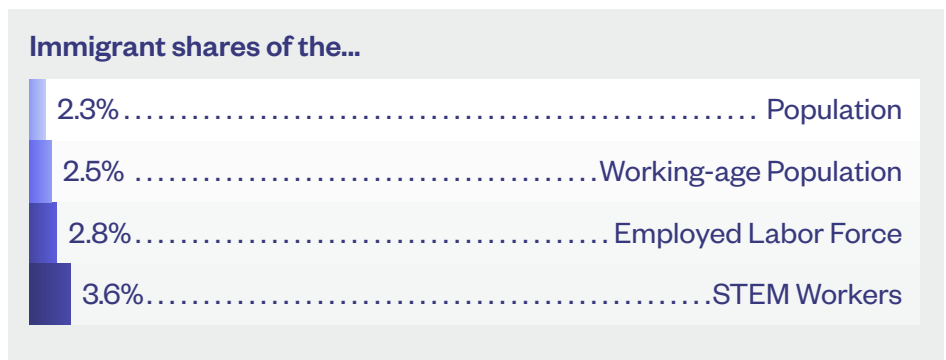 Immigrant shares of the...
2.3%................................................................ Population
2.5% ...............................................Working-age Population
2.8%................................................Employed Labor Force
3.6%.........................................................STEM Workers